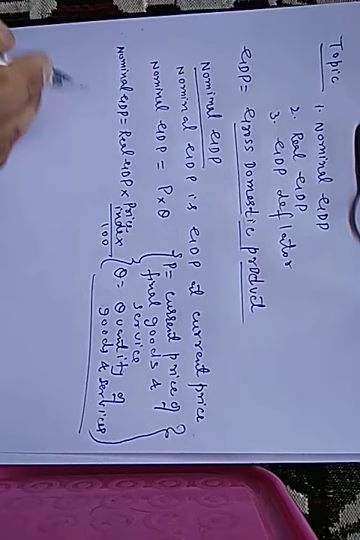 Topic 1. Nominal GDP
2. Real GDP
3. GDP deflator
GDP = Gross Domestic product
Nominal GDP
Nominal GDP is GDP at current price
Nominal GDP = P×Q { P = current price of final goods & service
Q = Quantity of goods & services }
Nominal GDP = Real GDP × Price index / 100